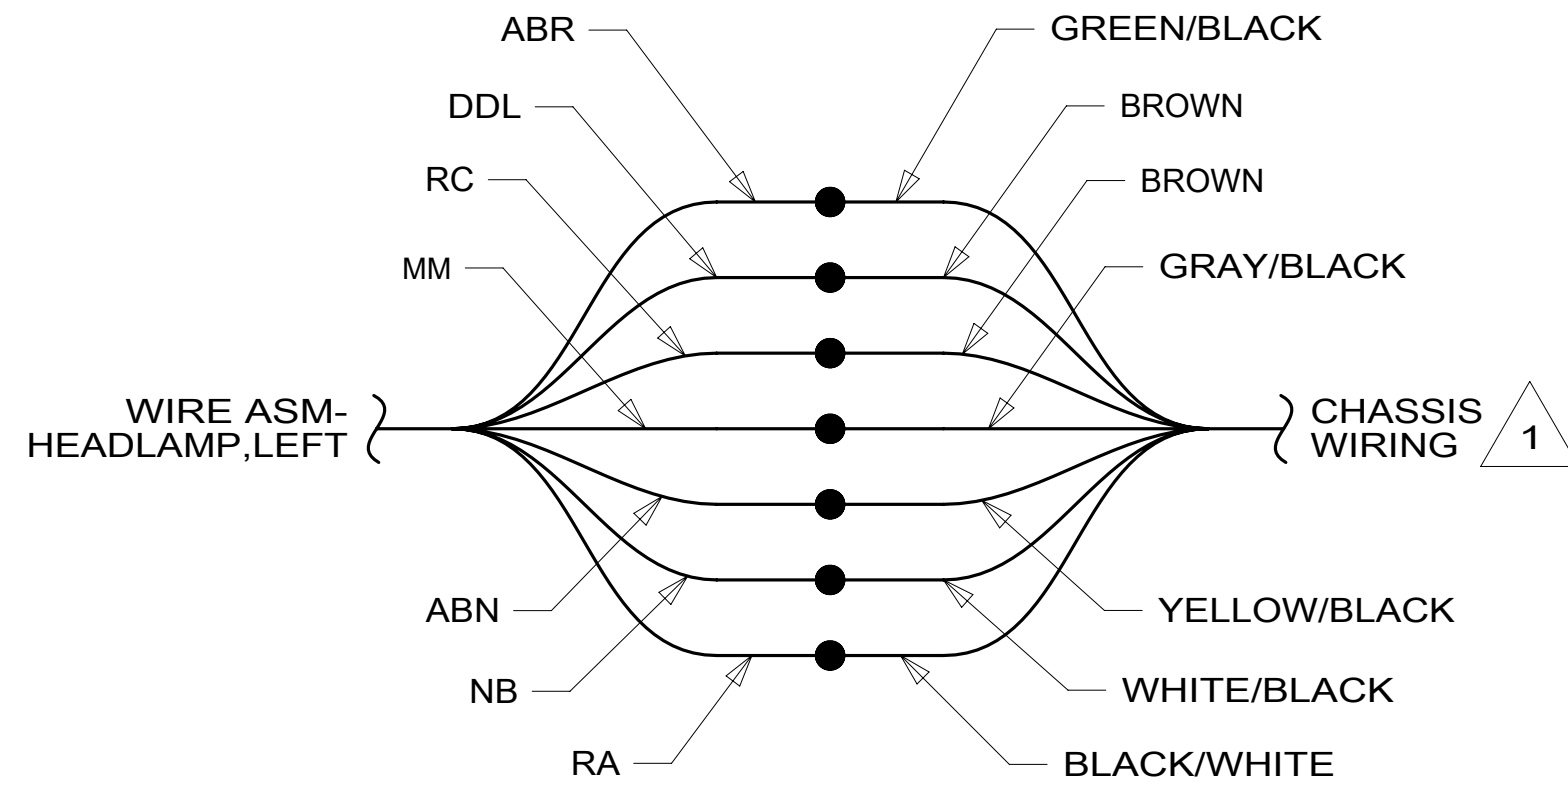 ABR
GREEN/BLACK
DDL
BROWN
RC
BROWN
MM
GRAY/BLACK
WIRE ASM-
HEADLAMP,LEFT
CHASSIS
WIRING
1
ABN
YELLOW/BLACK
NB
WHITE/BLACK
RA
BLACK/WHITE